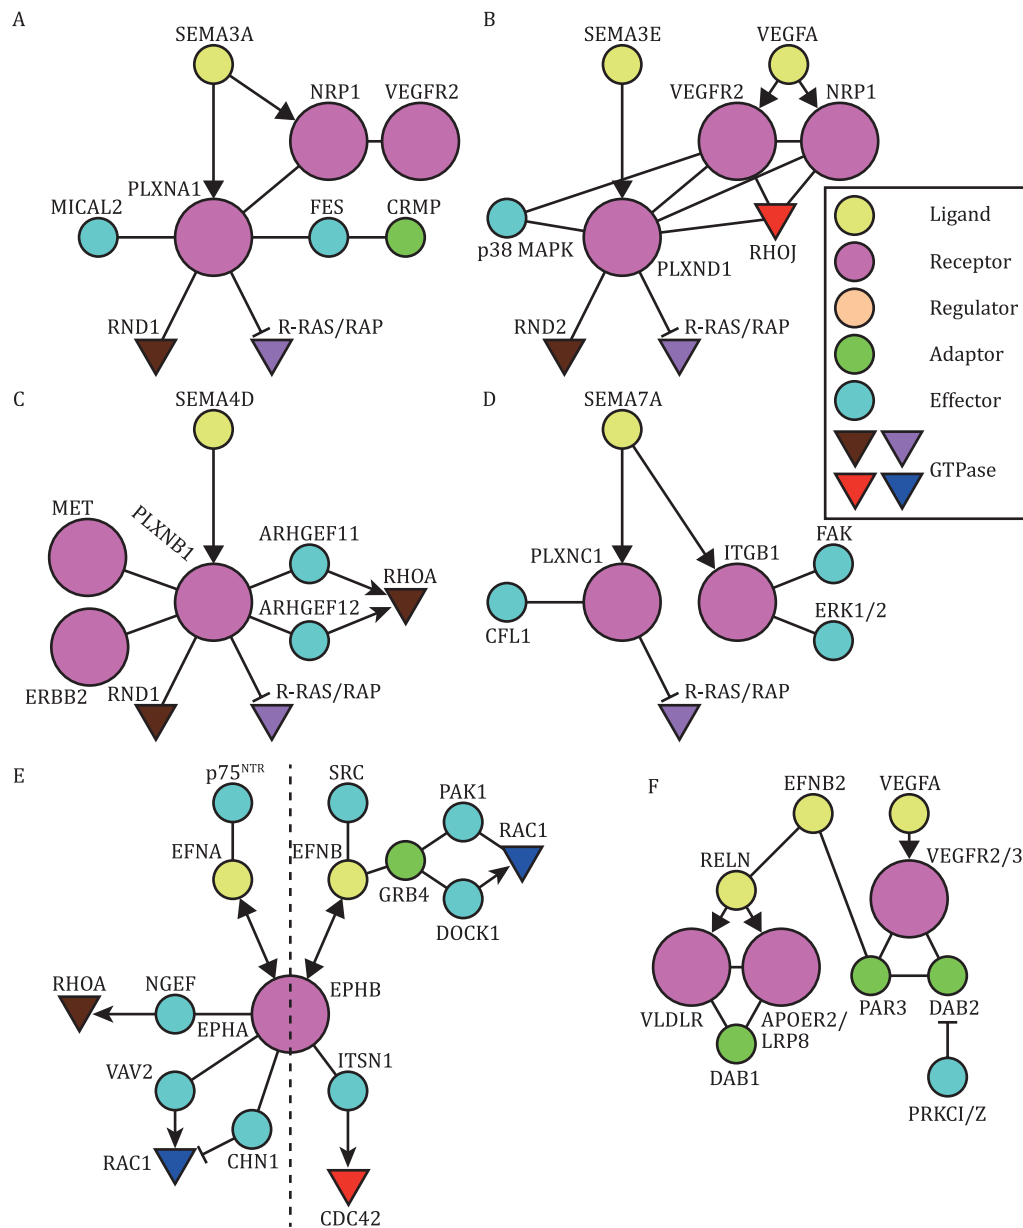 A
SEMA3A
NRP1
VEGFR2
PLXNA1
MICAL2
FES
CRMP
RND1
R-RAS/RAP
B
SEMA3E
VEGFA
VEGFR2
NRP1
p38 MAPK
PLXND1
RHOJ
RND2
R-RAS/RAP
Ligand
Receptor
Regulator
Adaptor
Effector
GTPase
C
SEMA4D
MET
PLXNB1
ARHGEF11
RHOA
ARHGEF12
ERBB2
RND1
R-RAS/RAP
D
SEMA7A
PLXNC1
ITGB1
FAK
CFL1
ERK1/2
R-RAS/RAP
E
p75NTR
SRC
PAK1
RAC1
EFNA
EFNB
GRB4
DOCK1
RHOA
NGEF
EPHB
EPHA
VAV2
ITSN1
RAC1
CHN1
CDC42
F
EFNB2
VEGFA
RELN
VEGFR2/3
VLDLR
APOER2/
LRP8
PAR3
DAB2
DAB1
PRKCI/Z